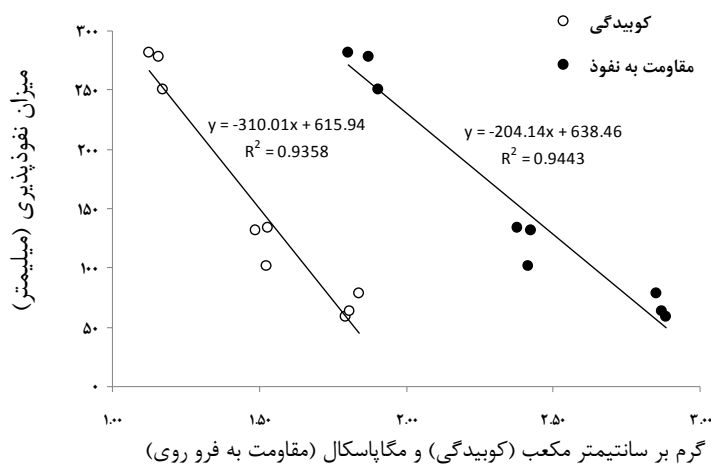 کوبیدگی
مقاومت به نفوذ
میزان نفوذپذیری (میلیمتر)
۳۰۰
۲۵۰
۲۰۰
۱۵۰
۱۰۰
۵۰
۰
y = -310.01x + 615.94
R² = 0.9358
y = -204.14x + 638.46
R² = 0.9443
۱.۰۰ ۱.۵۰ ۲.۰۰ ۲.۵۰ ۳.۰۰
گرم بر سانتیمتر مکعب (کوبیدگی) و مگاپاسکال (مقاومت به فرو روی)